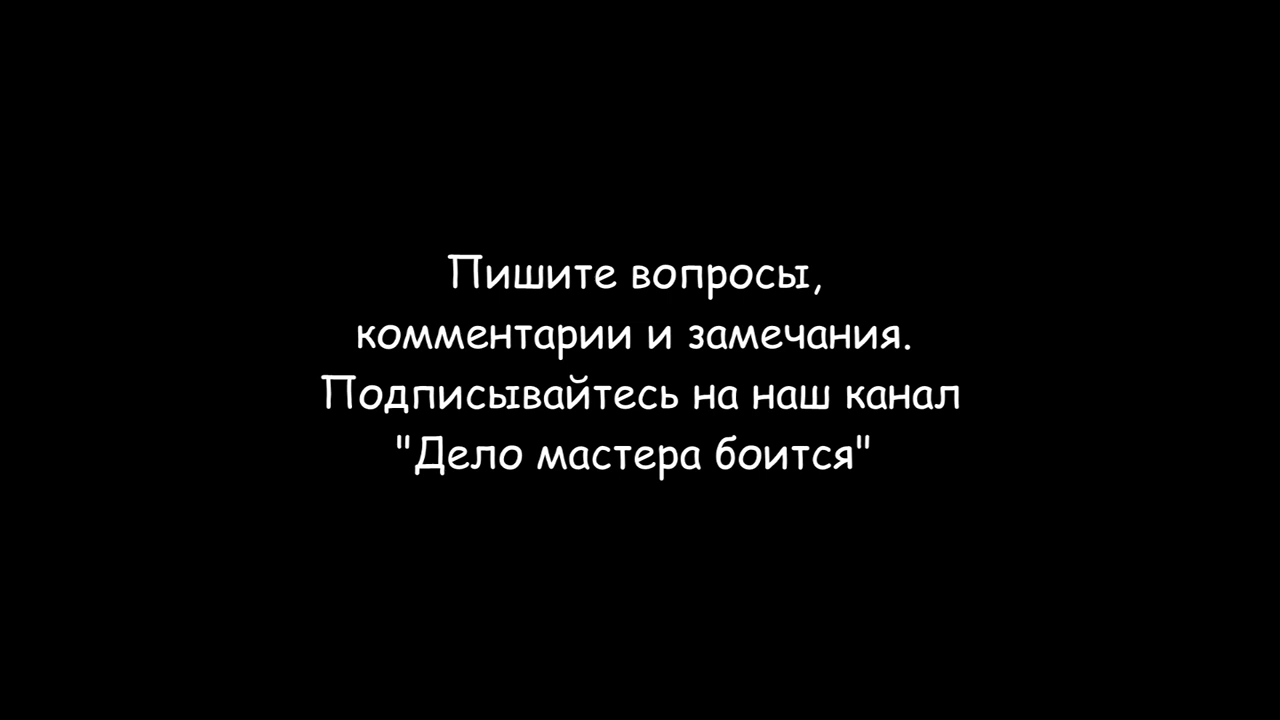 Пишите вопросы,
комментарии и замечания.
Подписывайтесь на наш канал
"Дело мастера боится"